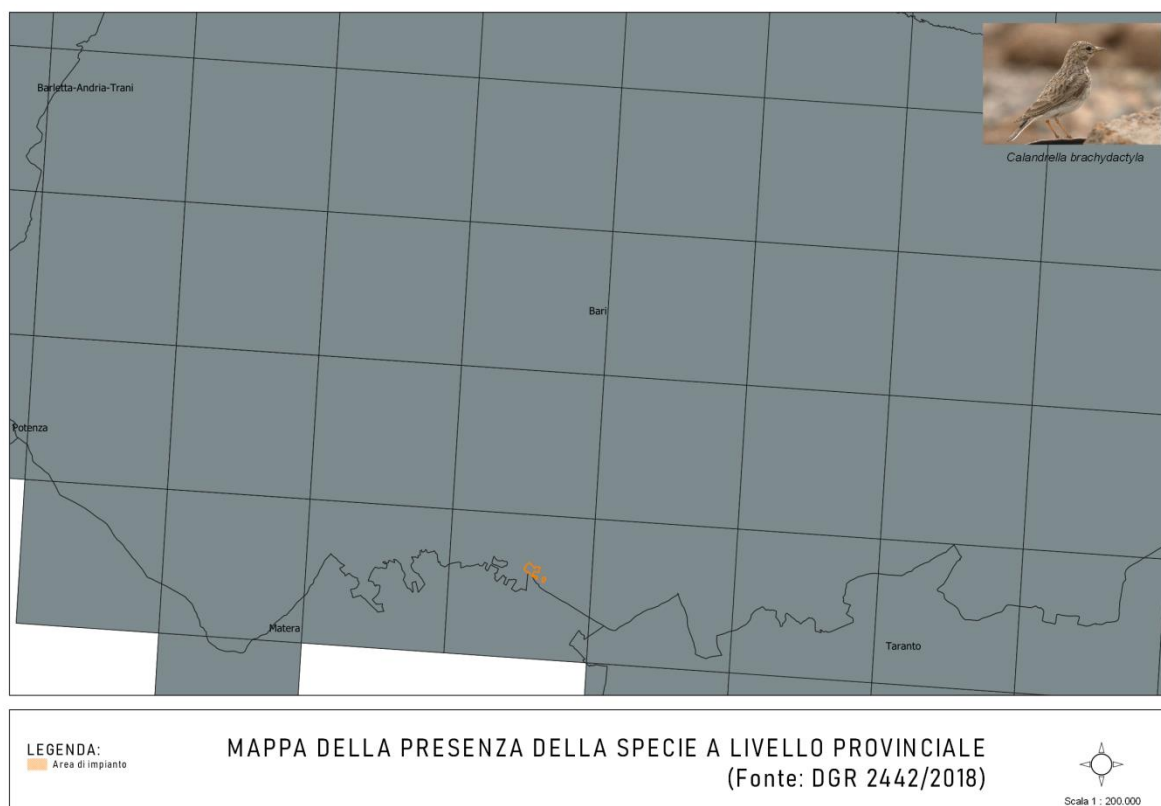 Barletta-Andria-Trani
Calandrella brachydactyla
Bari
Potenza
Matera
Taranto
LEGENDA:
Area di impianto
MAPPA DELLA PRESENZA DELLA SPECIE A LIVELLO PROVINCIALE
(Fonte: DGR 2442/2018)
Scala 1 : 200.000